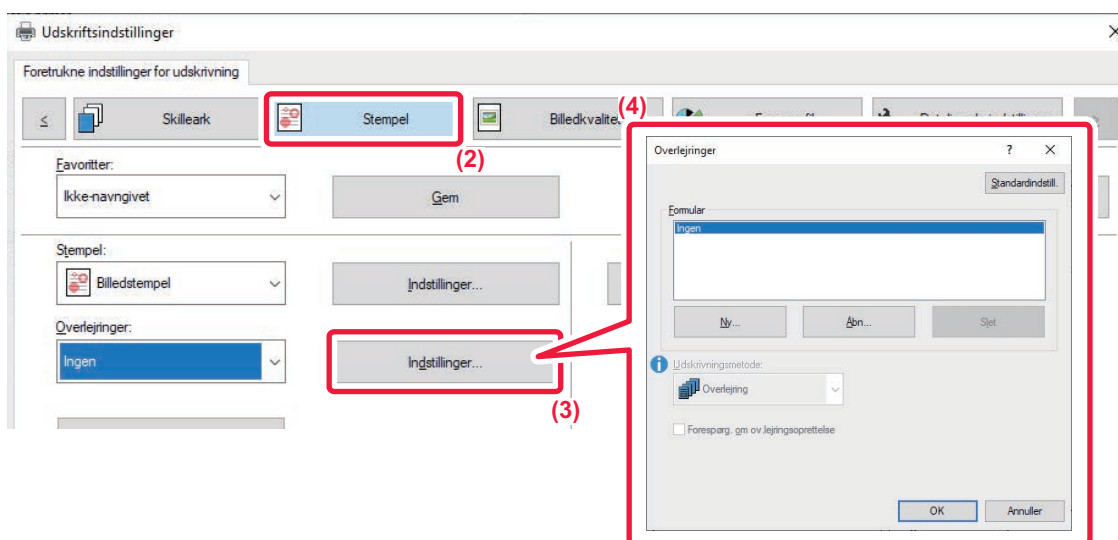 Udskriftsindstillinger
Foretrukne indstillinger for udskrivning
≤ Skilleark Stempel Billedkvalitet
(4)
(2)
Favoritter:
Ikke-navngivet Gem
Stempel:
Billedstempel Indstillinger...
Overlejringer:
Ingen Indstillinger...
(3)
Overlejringer ? ×
Standardindstill.
Formular
Ingen
Ny... Åbn... Slet
Udskrivningsmetode:
Overlejring
Forespørg. om ov.lejringsoprettelse
OK Annuller